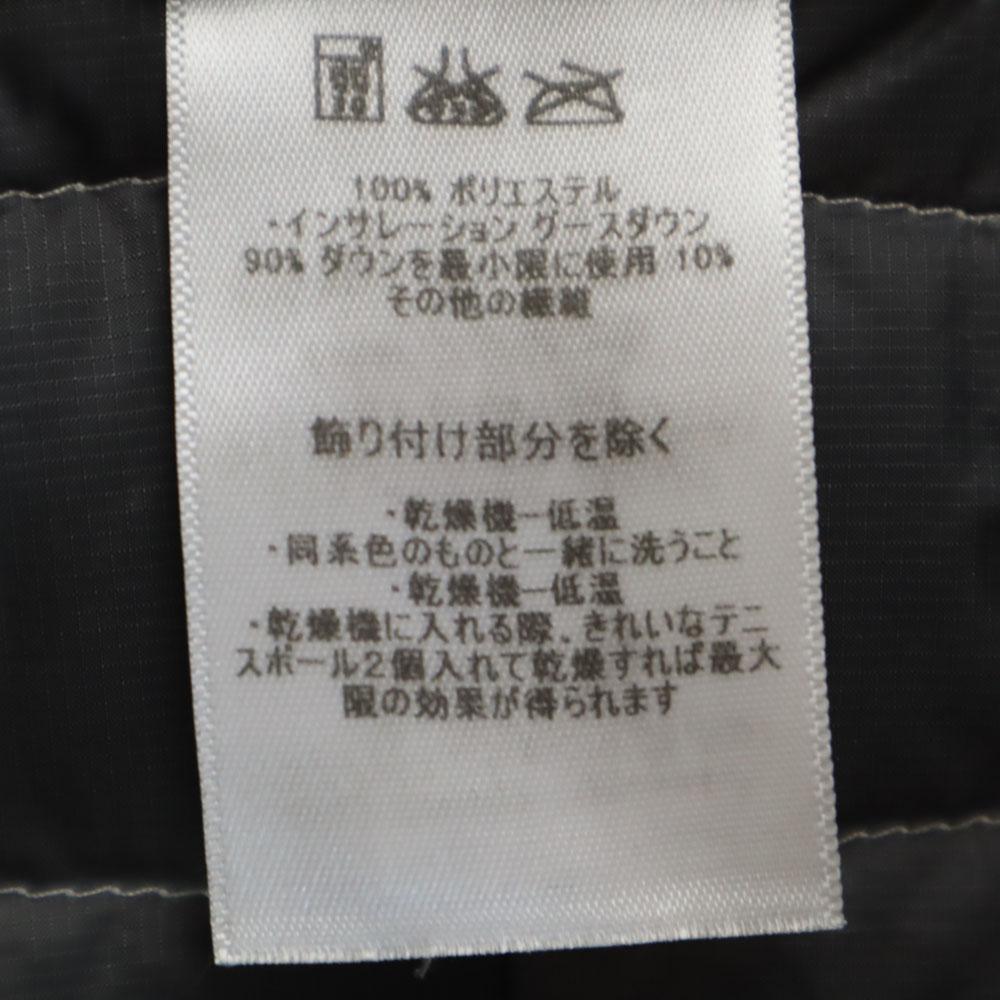 100% ポリエステル
・インサレーション グースダウン
90% ダウンを最小限に使用 10%
その他の繊維
飾り付け部分を除く
・乾燥機ー低温
・同系色のものと一緒に洗うこと
・乾燥機ー低温
・乾燥機に入れる際、きれいなテニ
スボール2個入れて乾燥すれば最大
限の効果が得られます